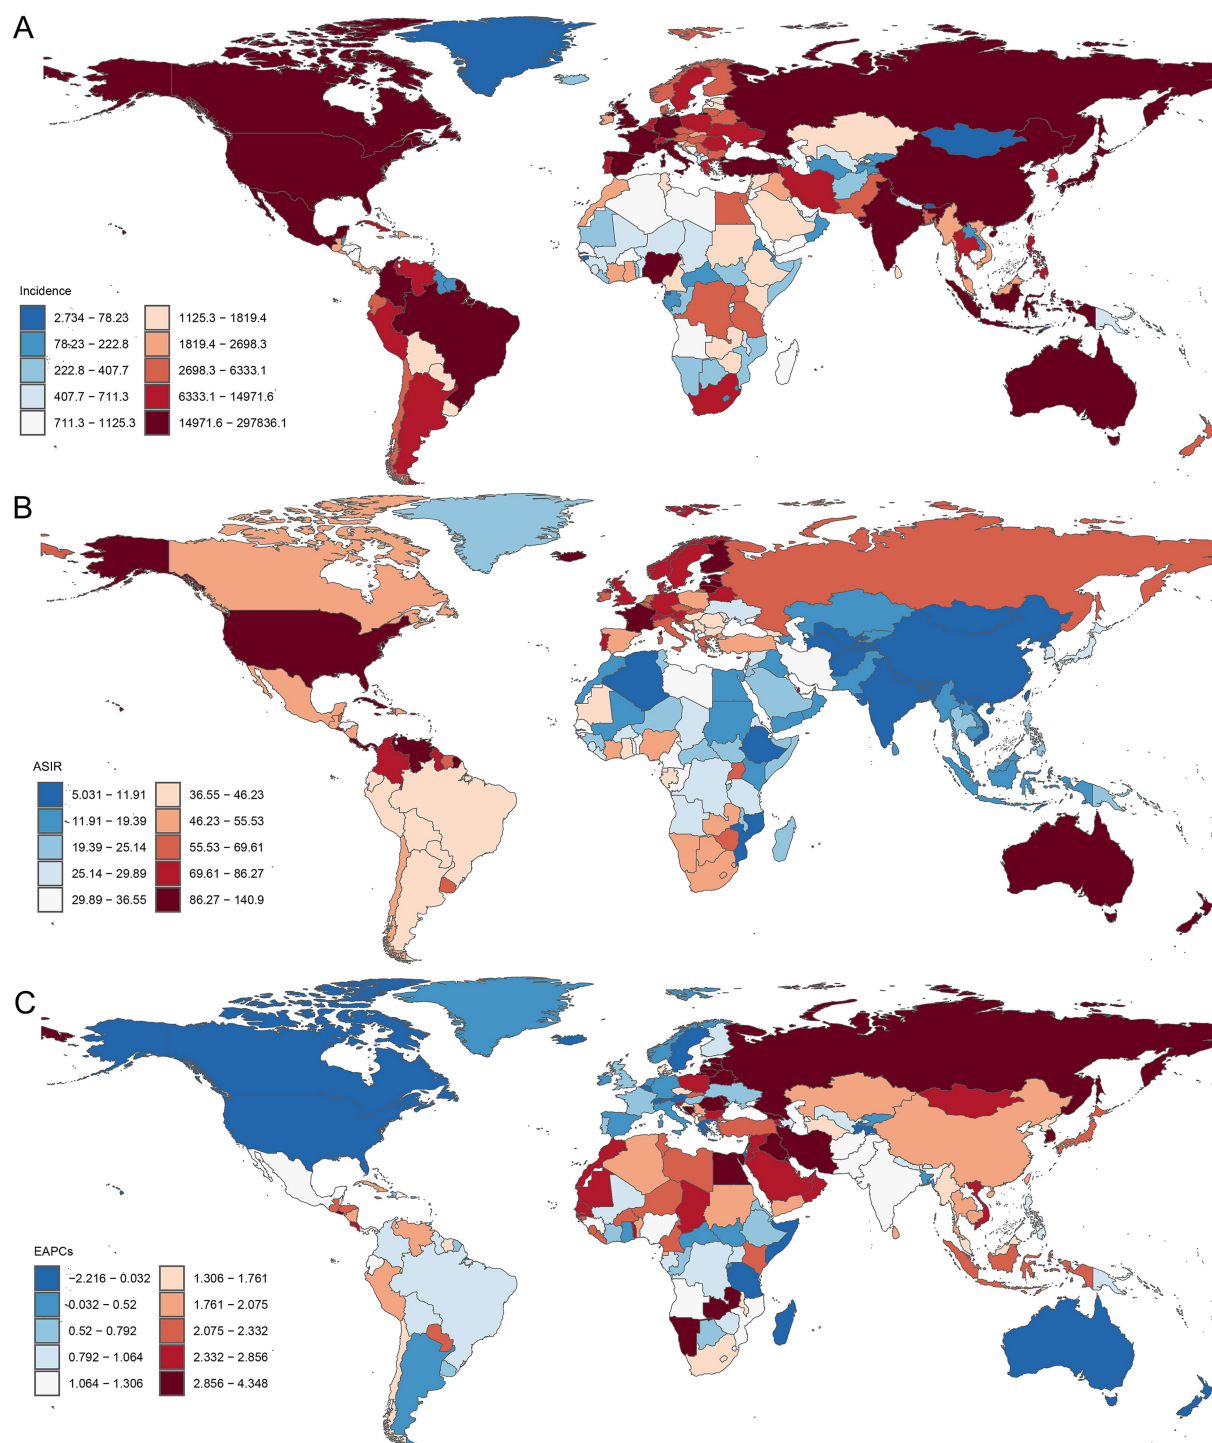 A
Incidence
2.734 − 78.23
78.23 − 222.8
222.8 − 407.7
407.7 − 711.3
711.3 − 1125.3
1125.3 − 1819.4
1819.4 − 2698.3
2698.3 − 6333.1
6333.1 − 14971.6
14971.6 − 297836.1
B
ASIR
5.031 − 11.91
11.91 − 19.39
19.39 − 25.14
25.14 − 29.89
29.89 − 36.55
36.55 − 46.23
46.23 − 55.53
55.53 − 69.61
69.61 − 86.27
86.27 − 140.9
C
EAPCs
−2.216 − 0.032
0.032 − 0.52
0.52 − 0.792
0.792 − 1.064
1.064 − 1.306
1.306 − 1.761
1.761 − 2.075
2.075 − 2.332
2.332 − 2.856
2.856 − 4.348